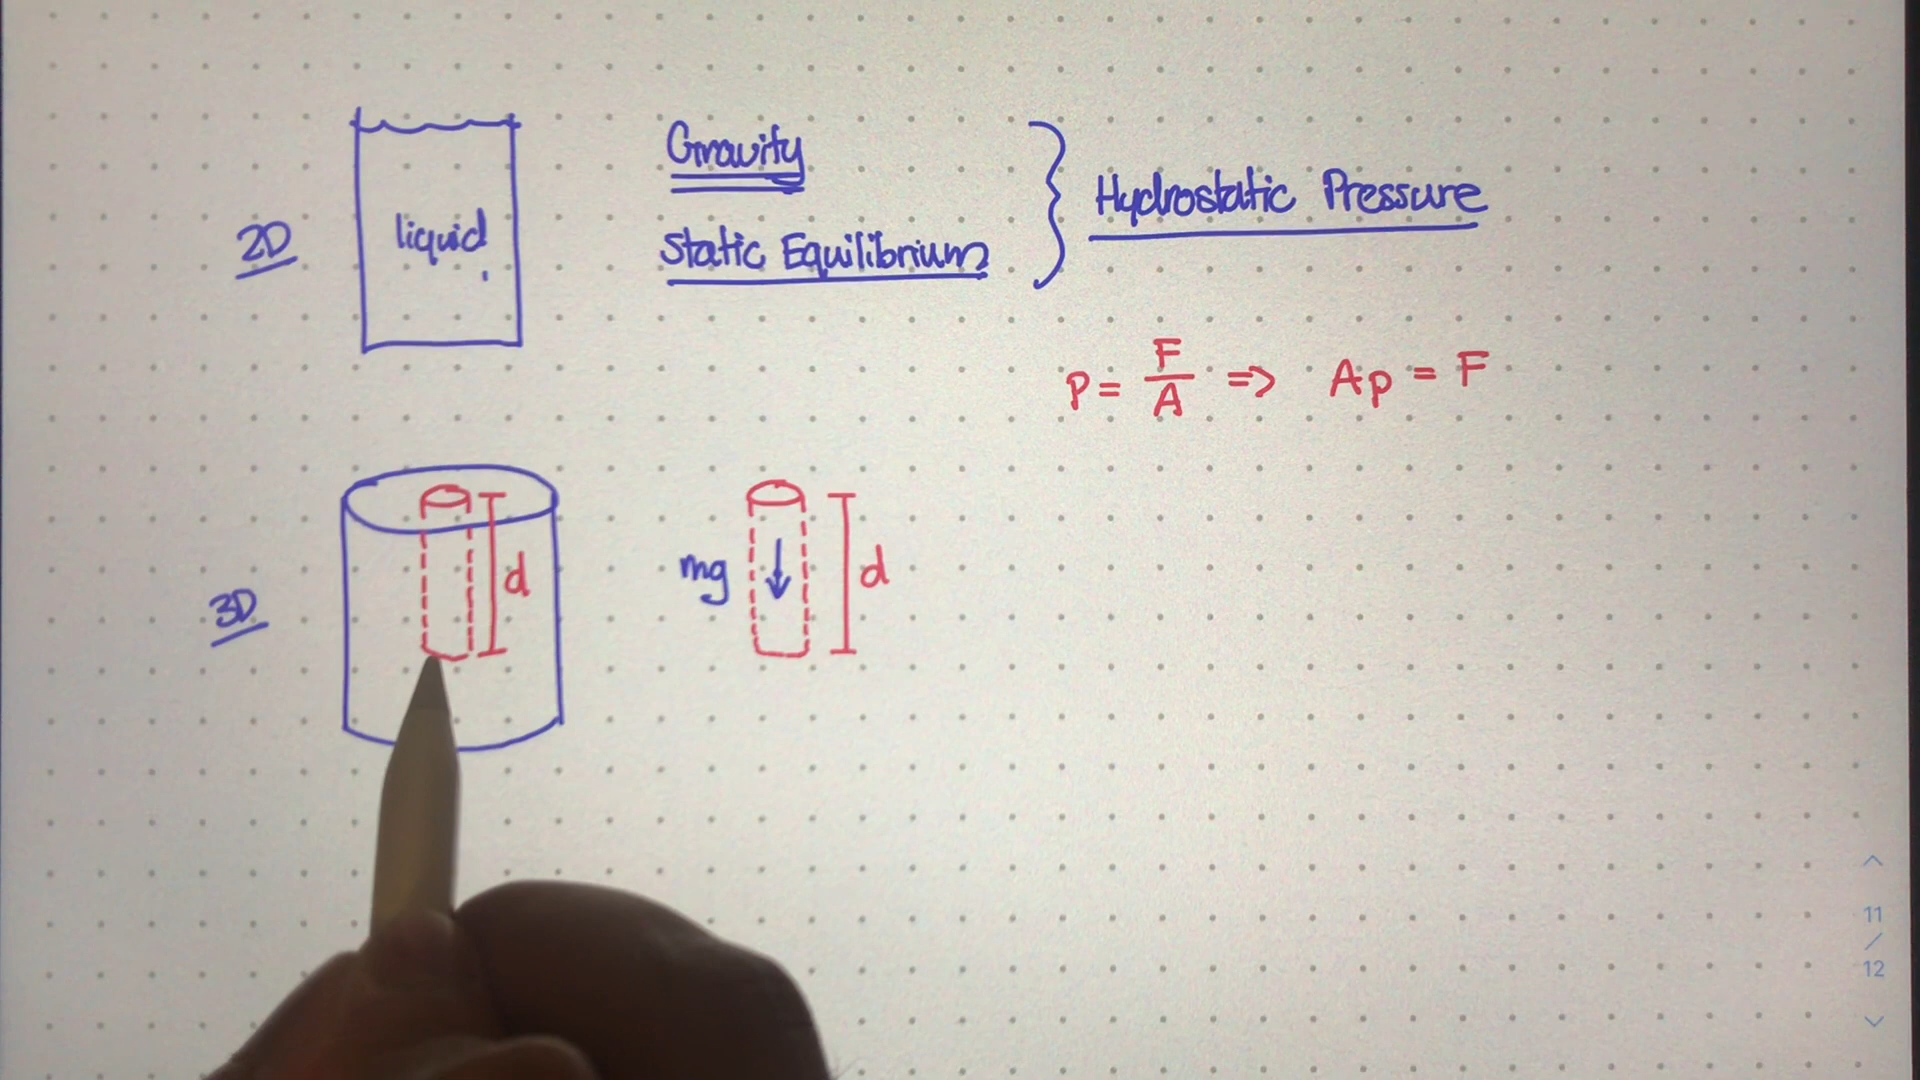 2D
liquid
Gravity
Static Equilibrium
Hydrostatic Pressure
P = F/A => Ap = F
3D
d
mg
d
11
/
12